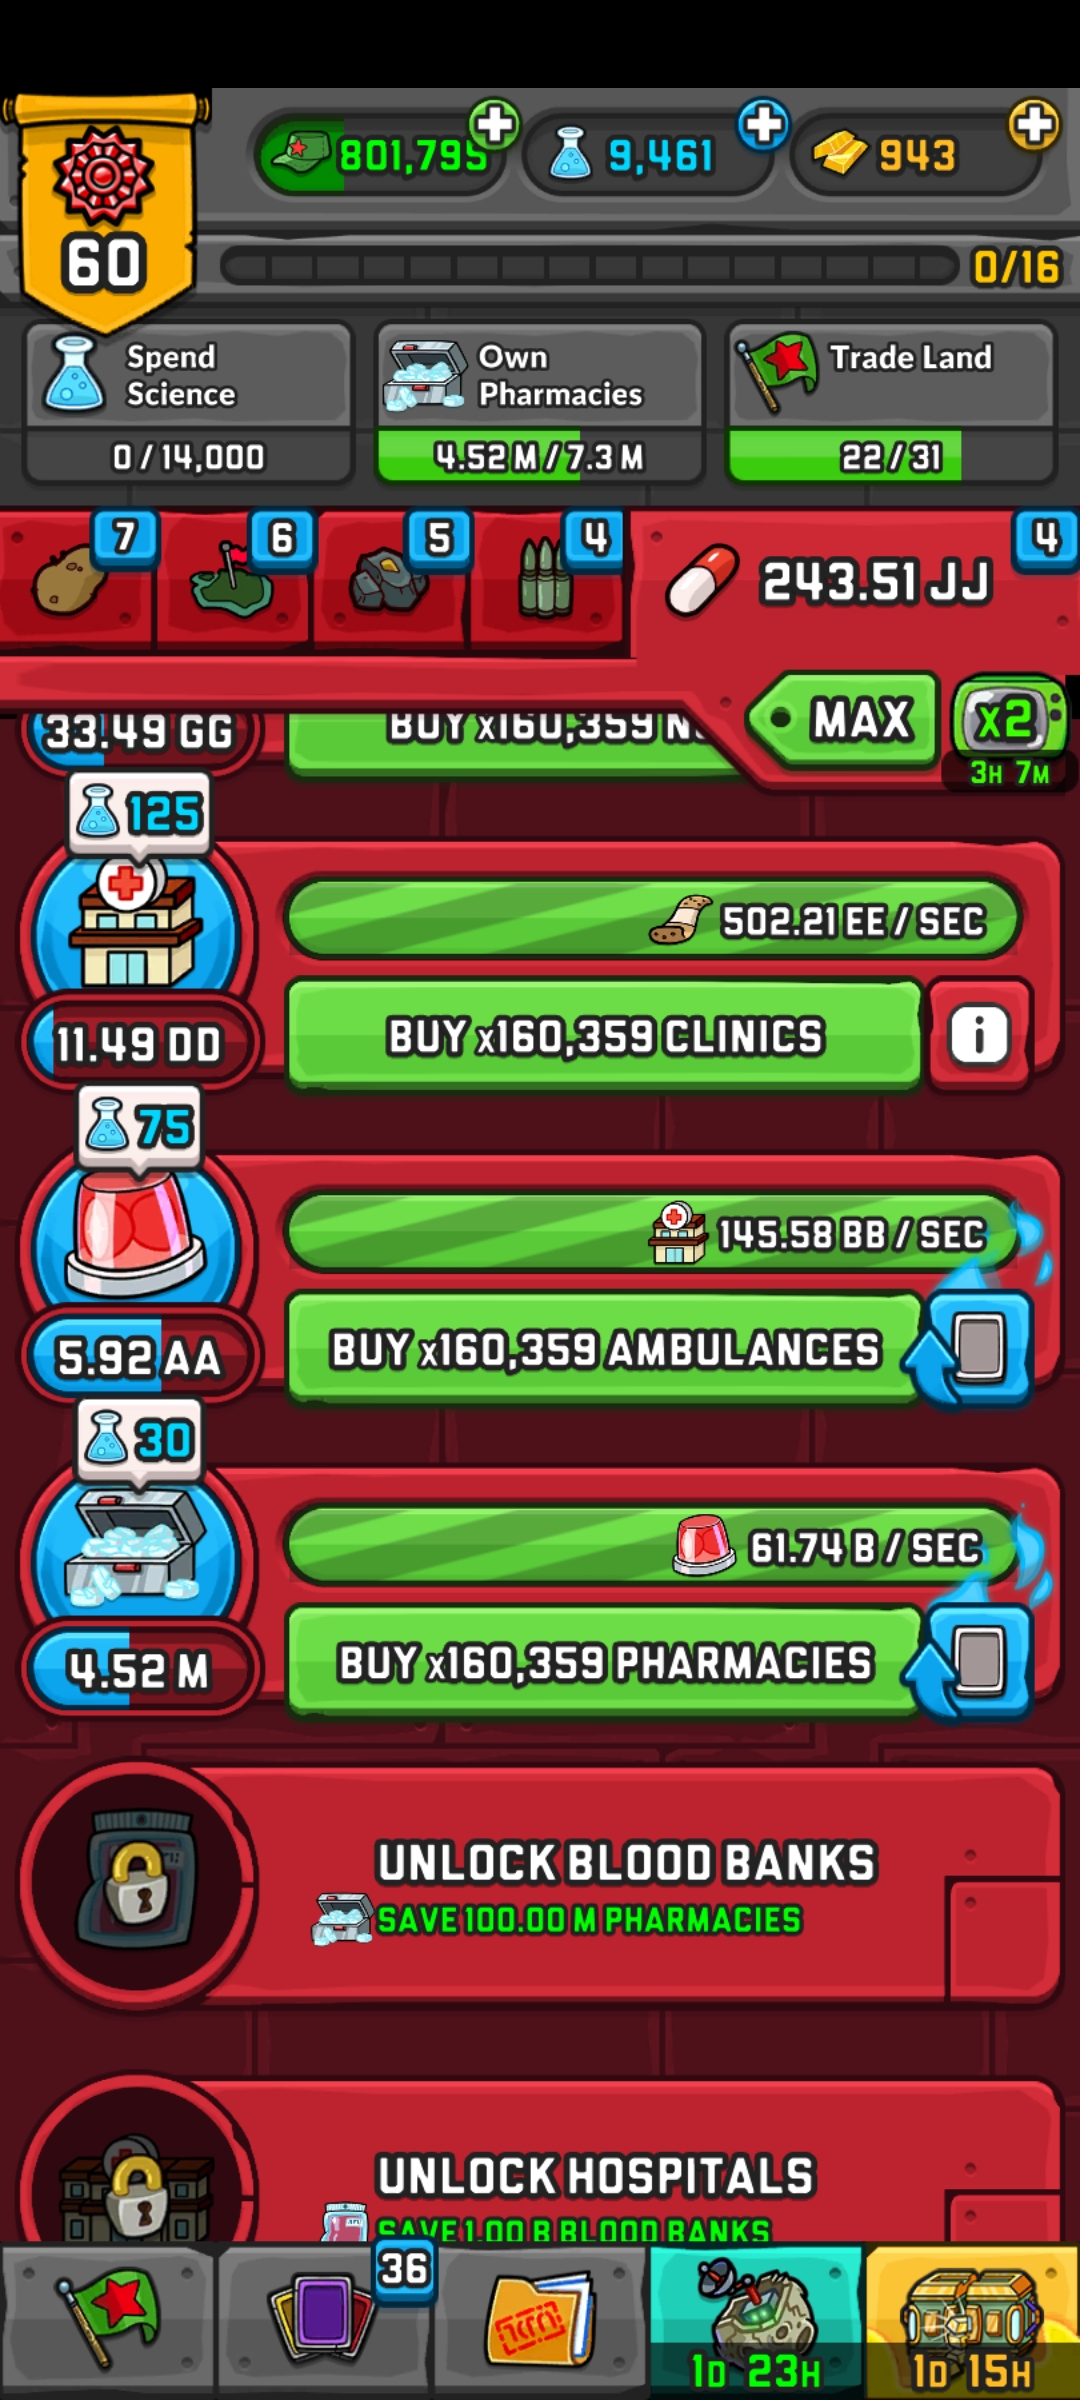 801,795
9,461
943
60
0/16
Spend
Science
0/14,000
Own
Pharmacies
4.52 M/7.3 M
Trade Land
22/31
7
6
5
4
243.51 JJ
4
MAX
x2
3H 7M
33.49 GG
BUY x160,359
125
502.21 EE / SEC
11.49 DD
BUY x160,359 CLINICS
i
75
145.58 BB / SEC
5.92 AA
BUY x160,359 AMBULANCES
30
61.74 B / SEC
4.52 M
BUY x160,359 PHARMACIES
UNLOCK BLOOD BANKS
SAVE 100.00 M PHARMACIES
UNLOCK HOSPITALS
SAVE 1.00 B BLOOD BANKS
36
1D 23H
1D 15H